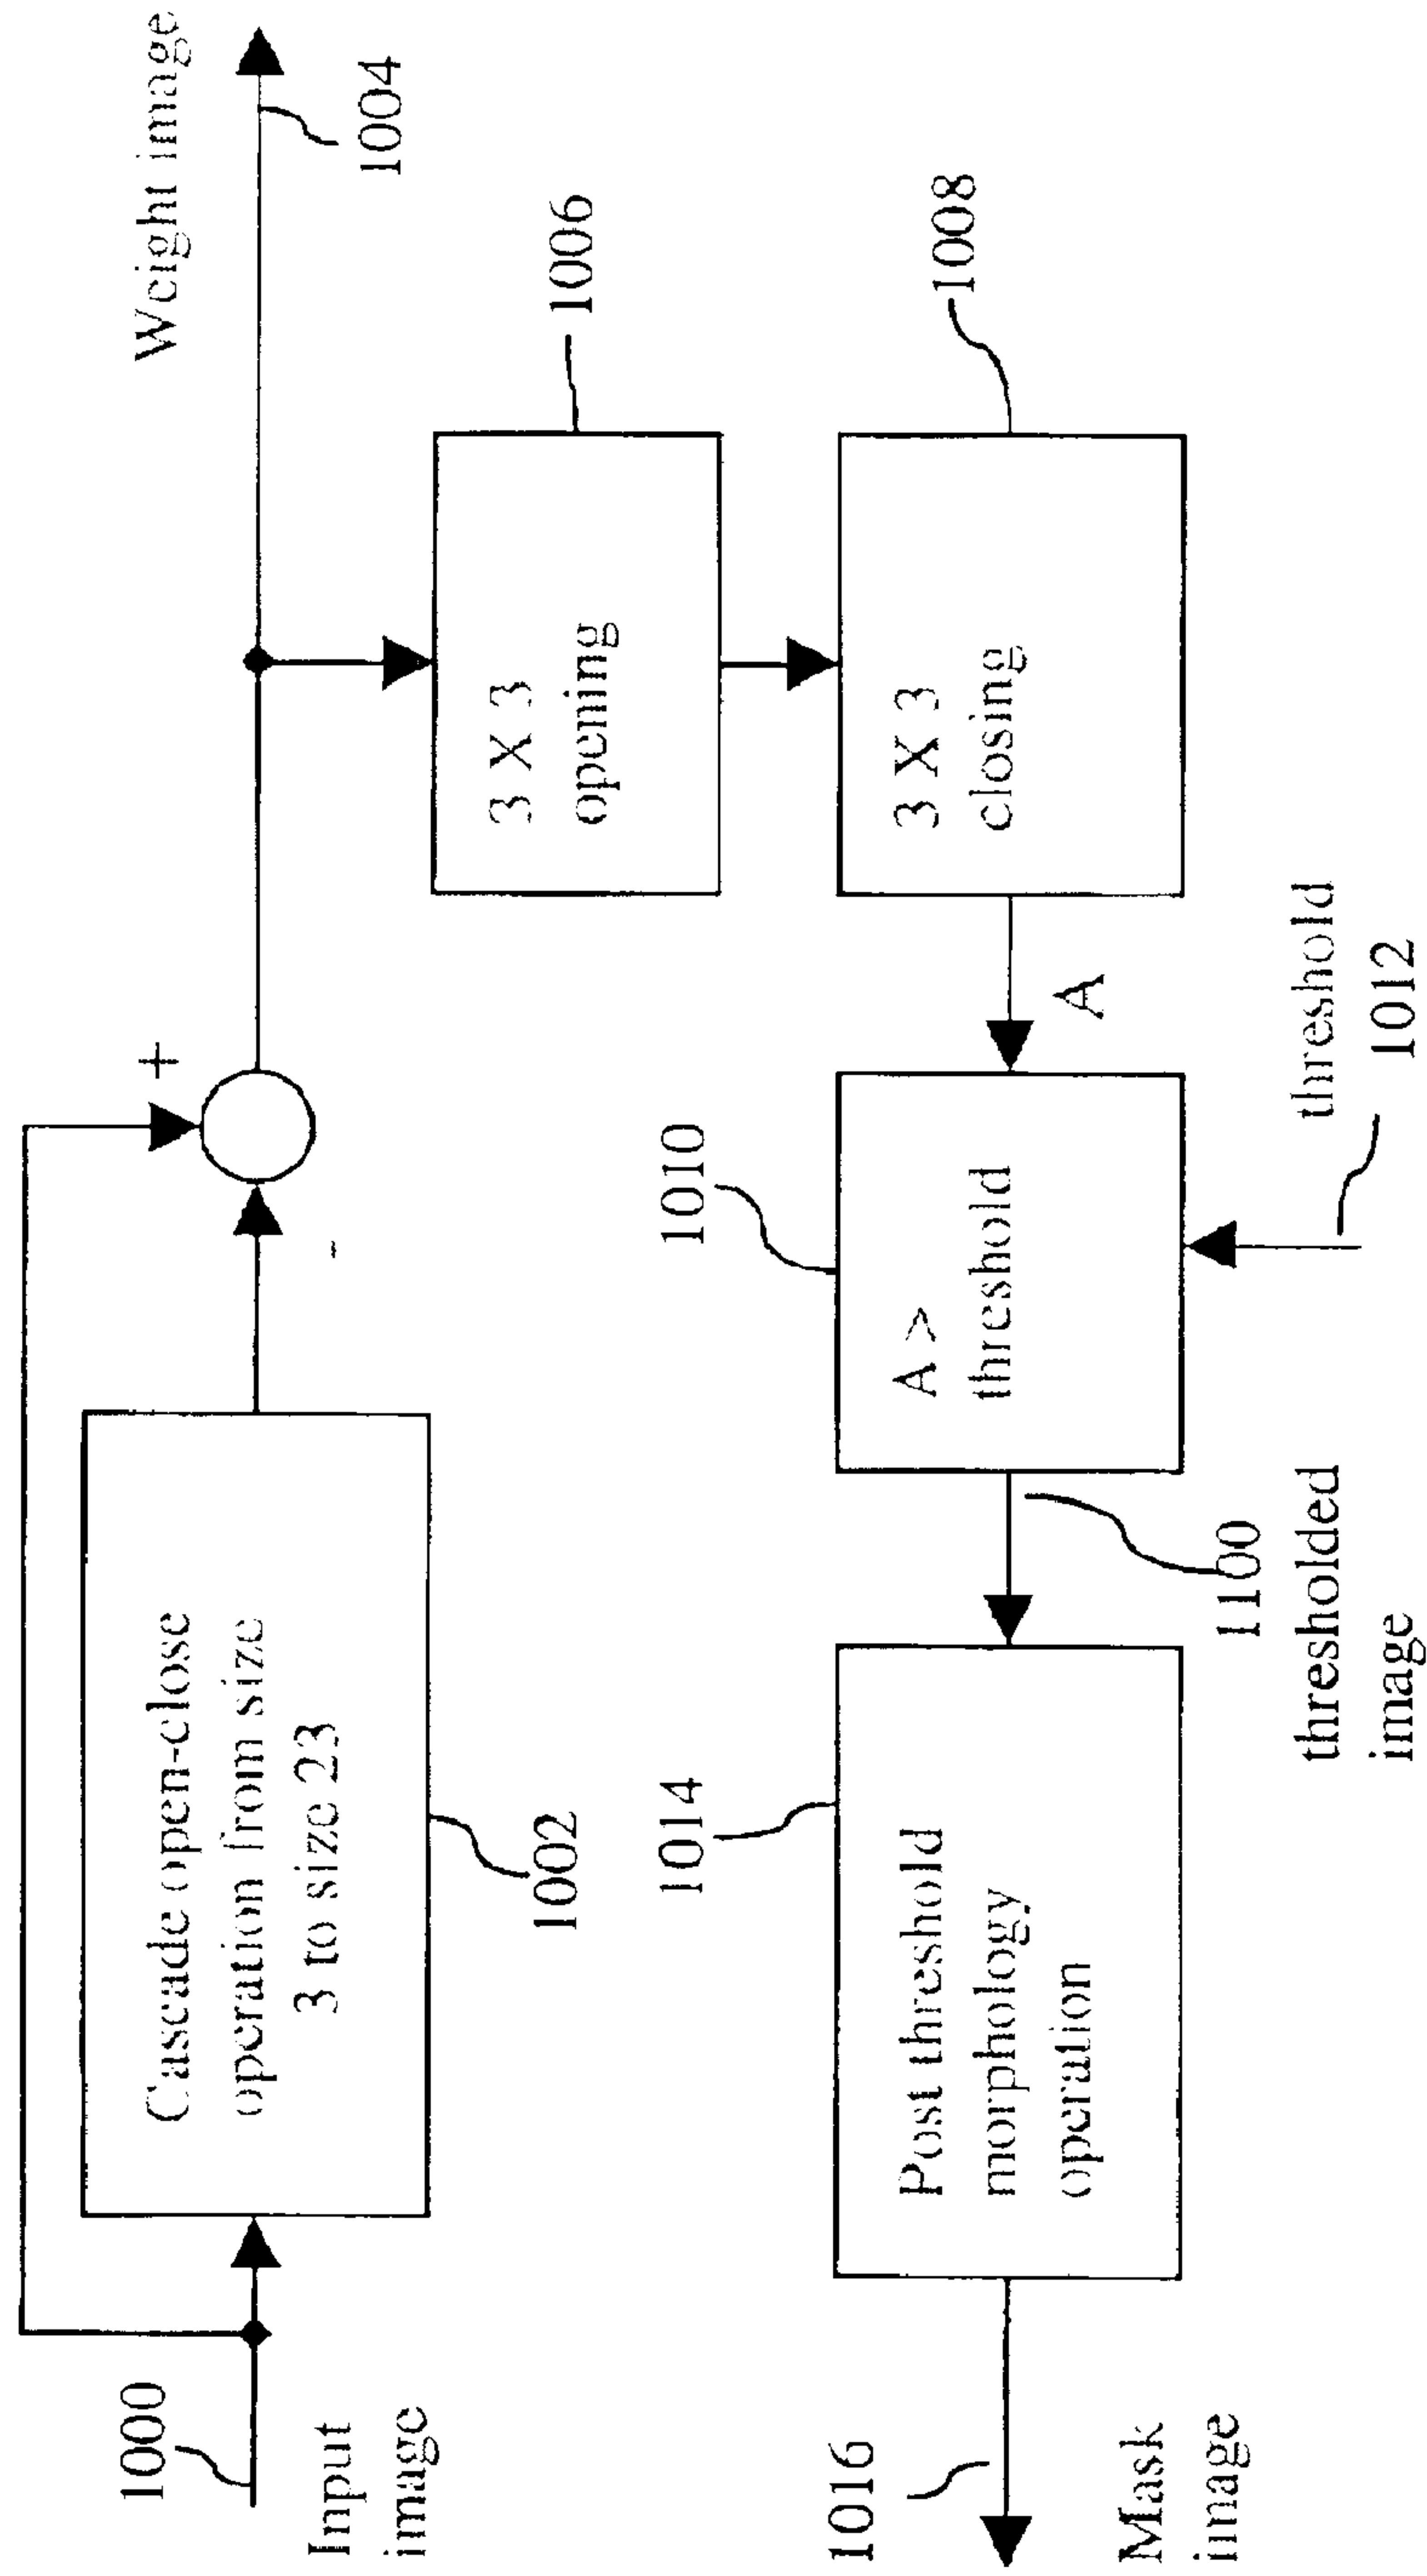 1000
Input
image
Cascade open-close
operation from size
3 to size 23
1002
+
-
Weight image
1004
3 X 3
opening
1006
3 X 3
closing
1008
A
A >
threshold
1010
threshold
1012
1100
thresholded
image
Post threshold
morphology
operation
1014
1016
Mask
image